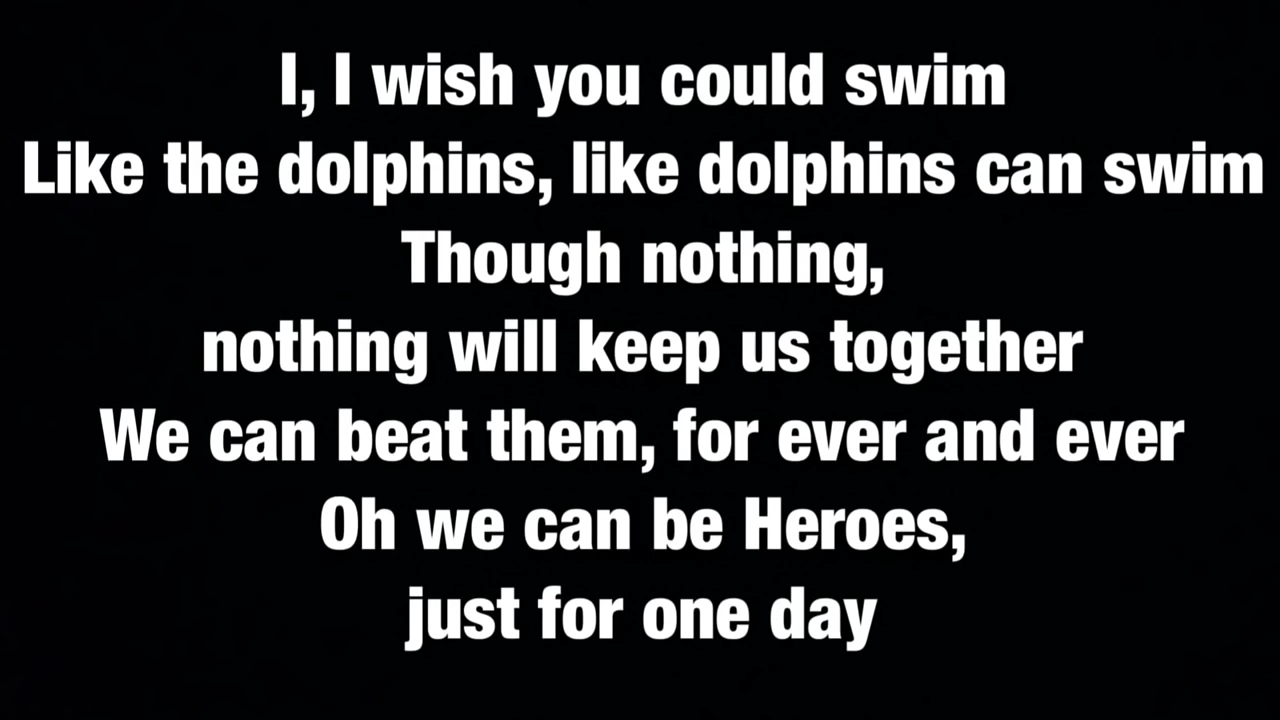 I, I wish you could swim
Like the dolphins, like dolphins can swim
Though nothing,
nothing will keep us together
We can beat them, for ever and ever
Oh we can be Heroes,
just for one day